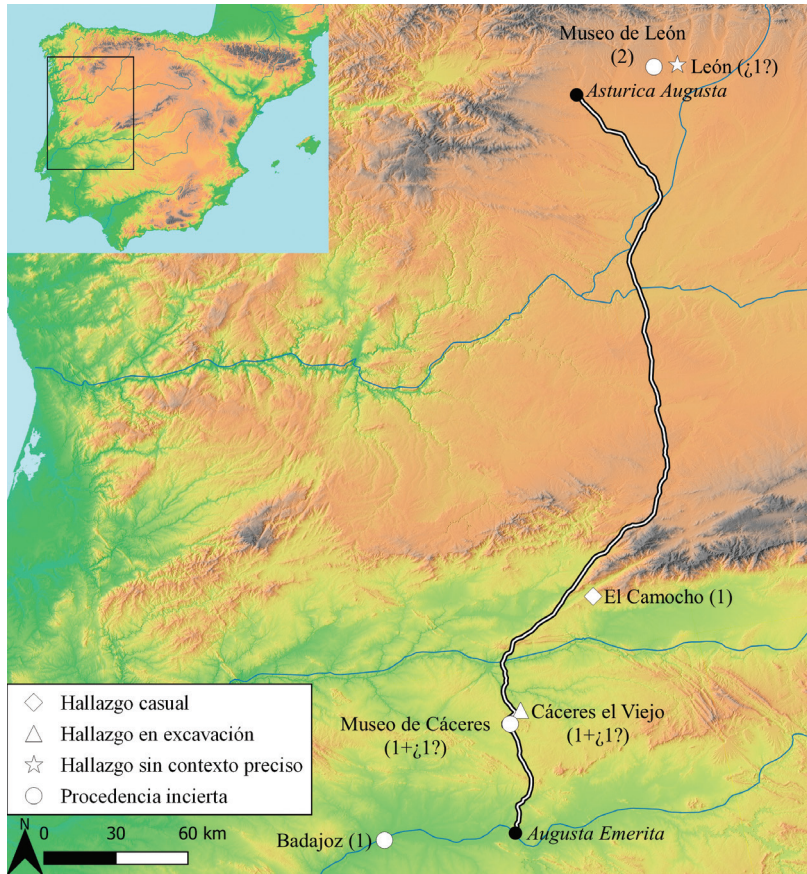 Museo de León
(2)
León (¿1?)
Asturica Augusta
El Camocho (1)
Cáceres el Viejo
(1+¿1?)
Museo de Cáceres
(1+¿1?)
Augusta Emerita
Badajoz (1)
Hallazgo casual
Hallazgo en excavación
Hallazgo sin contexto preciso
Procedencia incierta
N
0 30 60 km